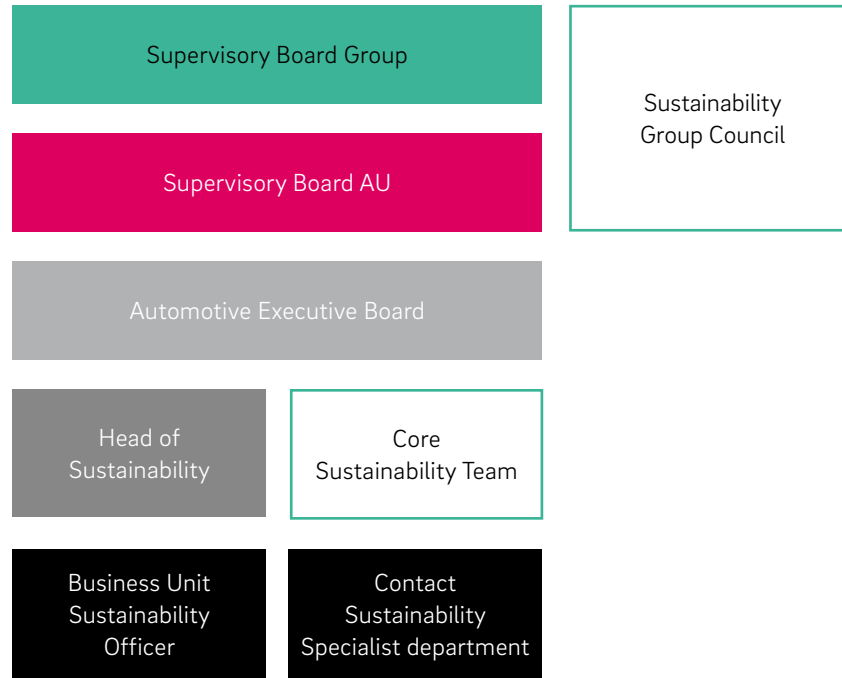 Supervisory Board Group
Sustainability
Group Council
Supervisory Board AU
Automotive Executive Board
Head of
Sustainability
Core
Sustainability Team
Business Unit
Sustainability
Officer
Contact
Sustainability
Specialist department